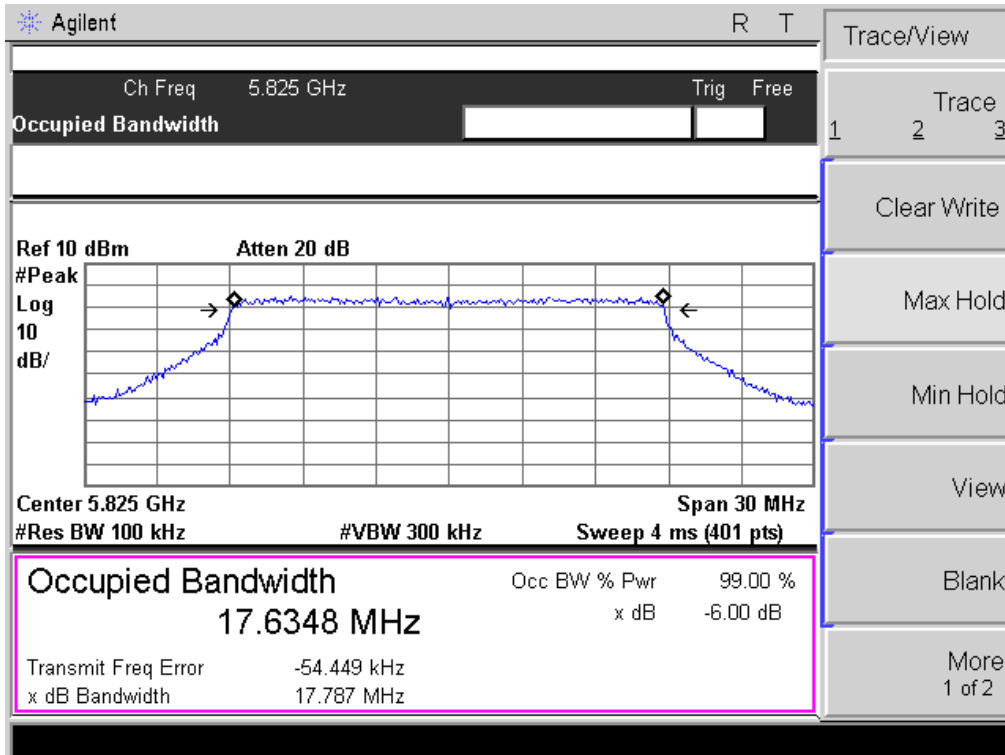 Agilent R T
Ch Freq 5.825 GHz Trig Free
Occupied Bandwidth
Ref 10 dBm Atten 20 dB
#Peak
Log
10
dB/
Center 5.825 GHz Span 30 MHz
#Res BW 100 kHz #VBW 300 kHz Sweep 4 ms (401 pts)
Occupied Bandwidth
17.6348 MHz
Occ BW % Pwr 99.00 %
x dB -6.00 dB
Transmit Freq Error -54.449 kHz
x dB Bandwidth 17.787 MHz
Trace/View
Trace
1 2 3
Clear Write
Max Hold
Min Hold
View
Blank
More
1 of 2